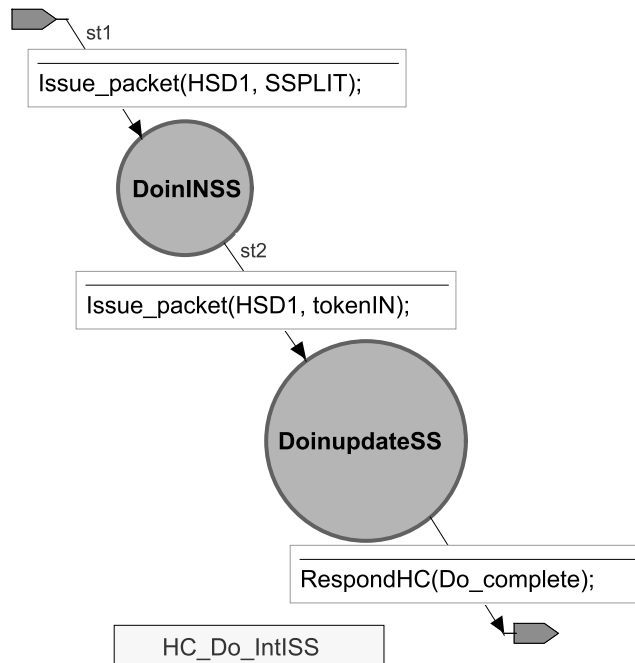 st1
Issue_packet(HSD1, SSPLIT);
DoinINSS
st2
Issue_packet(HSD1, tokenIN);
DoinupdateSS
RespondHC(Do_complete);
HC_Do_IntISS